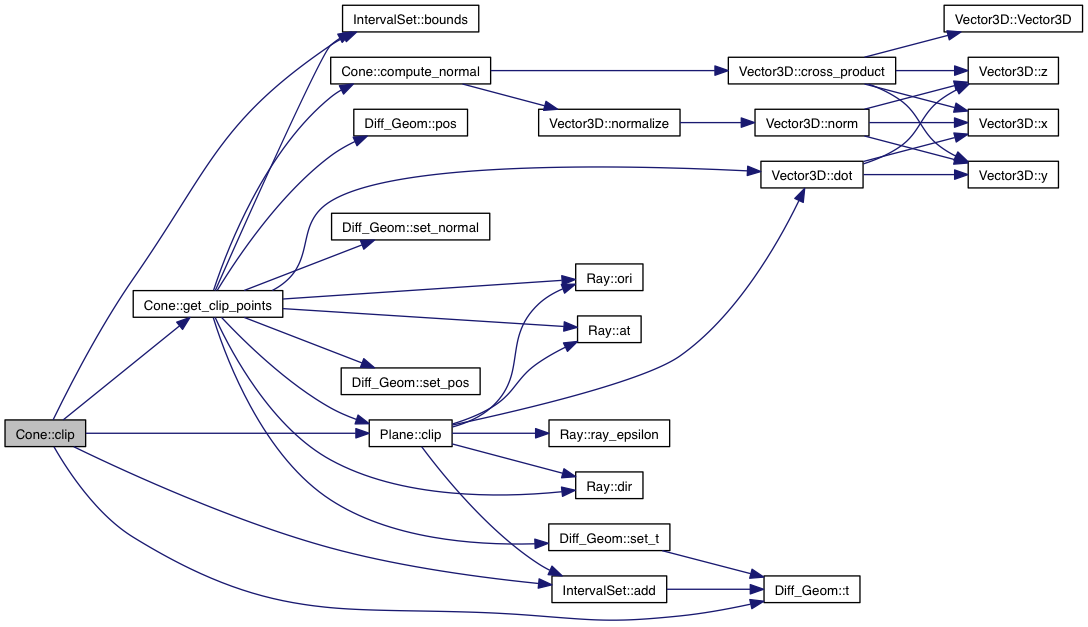 IntervalSet::bounds
Vector3D::Vector3D
Cone::compute_normal
Vector3D::cross_product
Vector3D::z
Diff_Geom::pos
Vector3D::normalize
Vector3D::norm
Vector3D::x
Vector3D::dot
Vector3D::y
Diff_Geom::set_normal
Ray::ori
Cone::get_clip_points
Ray::at
Diff_Geom::set_pos
Cone::clip
Plane::clip
Ray::ray_epsilon
Ray::dir
Diff_Geom::set_t
IntervalSet::add
Diff_Geom::t